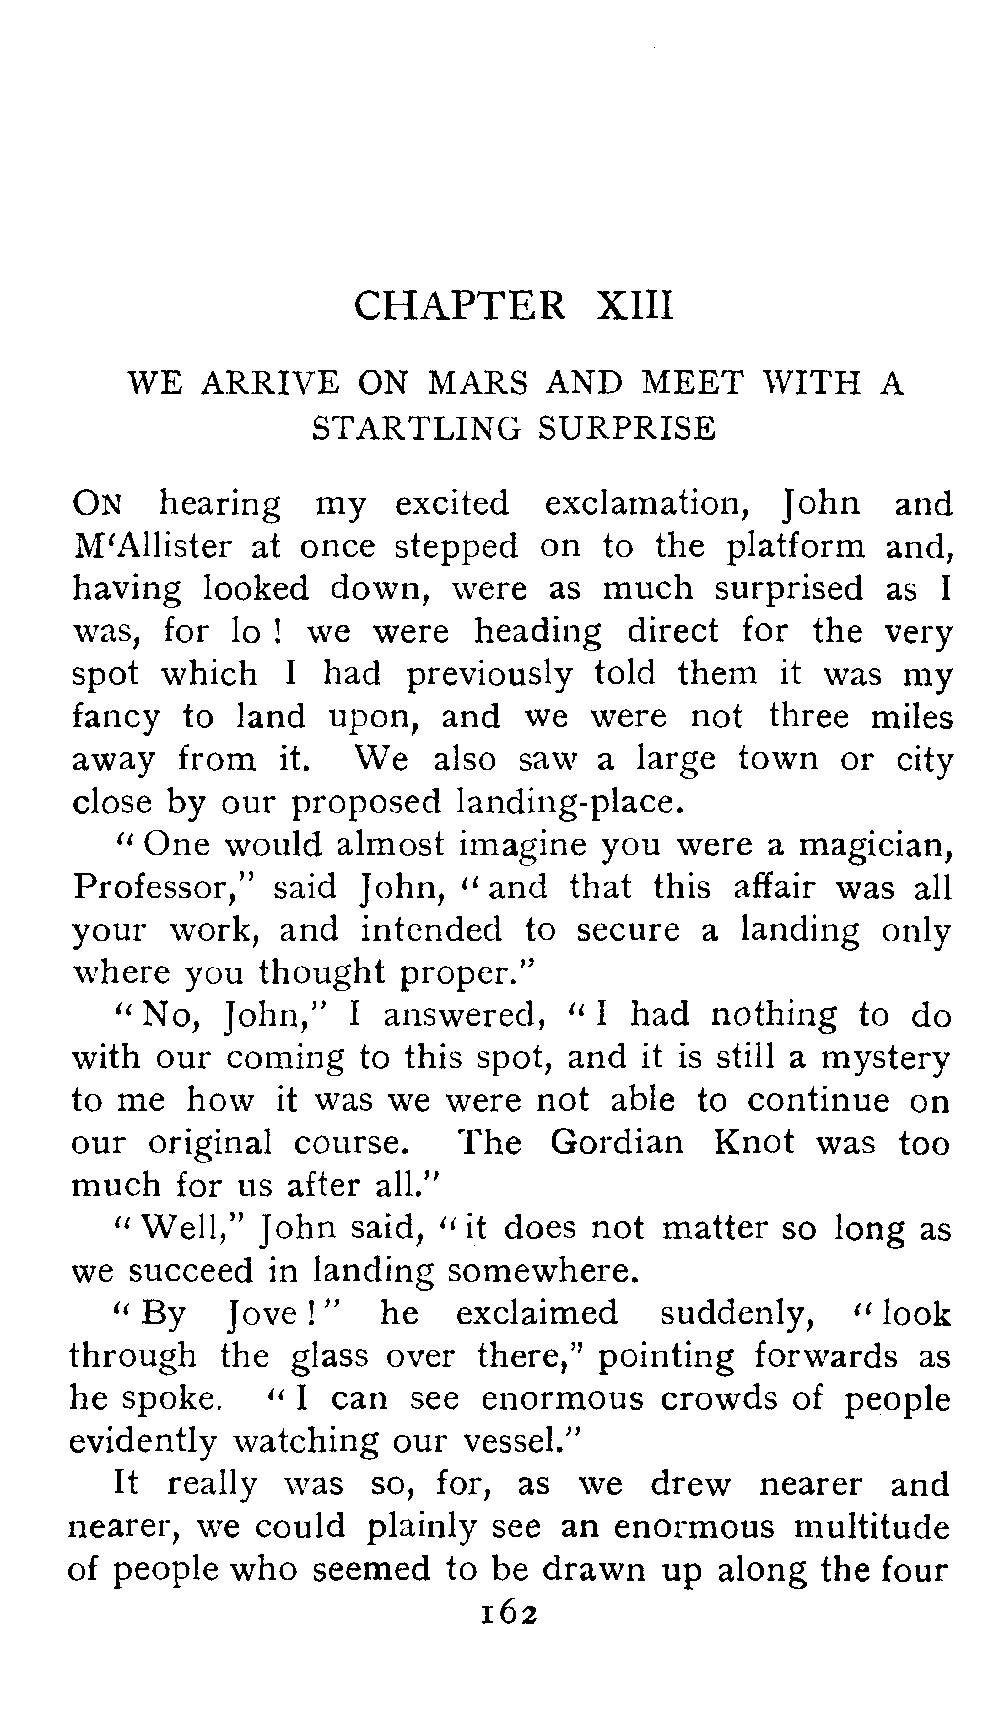 CHAPTER XIII
WE ARRIVE ON MARS AND MEET WITH A
STARTLING SURPRISE
ON hearing my excited exclamation, John and
M‘Allister at once stepped on to the platform and,
having looked down, were as much surprised as I
was, for lo ! we were heading direct for the very
spot which I had previously told them it was my
fancy to land upon, and we were not three miles
away from it. We also saw a large town or city
close by our proposed landing-place.
“ One would almost imagine you were a magician,
Professor,” said John, “ and that this affair was all
your work, and intended to secure a landing only
where you thought proper.”
“ No, John,” I answered, “ I had nothing to do
with our coming to this spot, and it is still a mystery
to me how it was we were not able to continue on
our original course. The Gordian Knot was too
much for us after all.”
“ Well,” John said, “ it does not matter so long as
we succeed in landing somewhere.
“ By Jove ! ” he exclaimed suddenly, “ look
through the glass over there,” pointing forwards as
he spoke. “ I can see enormous crowds of people
evidently watching our vessel.”
It really was so, for, as we drew nearer and
nearer, we could plainly see an enormous multitude
of people who seemed to be drawn up along the four
162